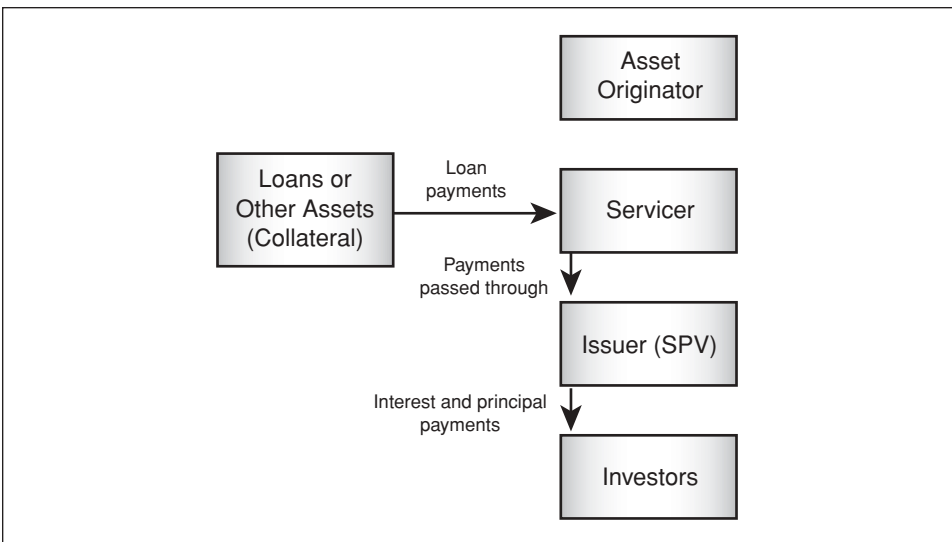 Asset
Originator
Loans or
Other Assets
(Collateral)
Loan
payments
Servicer
Payments
passed through
Issuer (SPV)
Interest and principal
payments
Investors